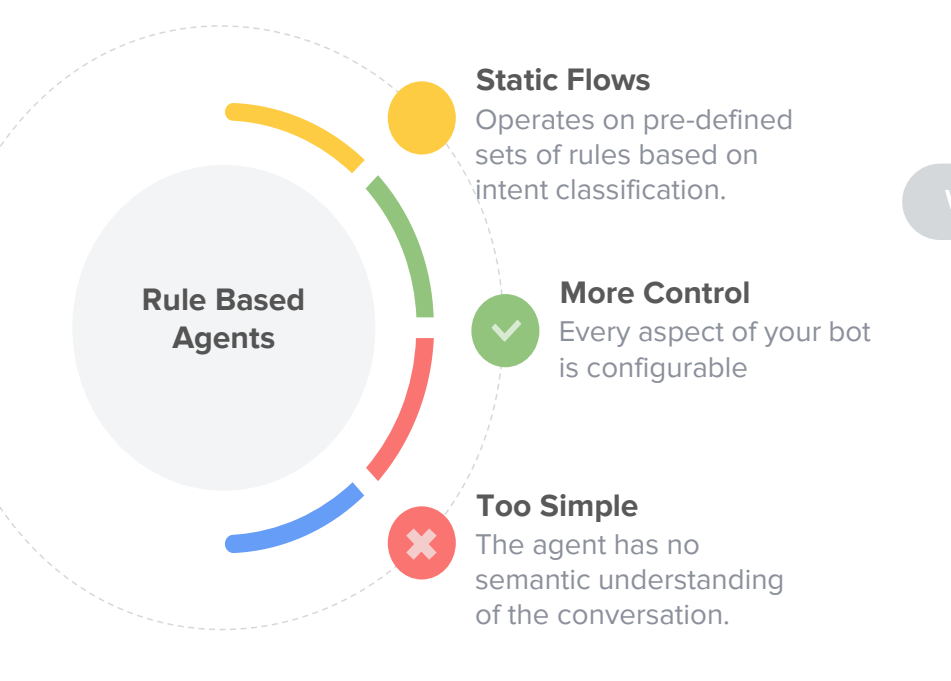 Static Flows
Operates on pre-defined
sets of rules based on
intent classification.
Rule Based
Agents
More Control
Every aspect of your bot
is configurable
Too Simple
The agent has no
semantic understanding
of the conversation.